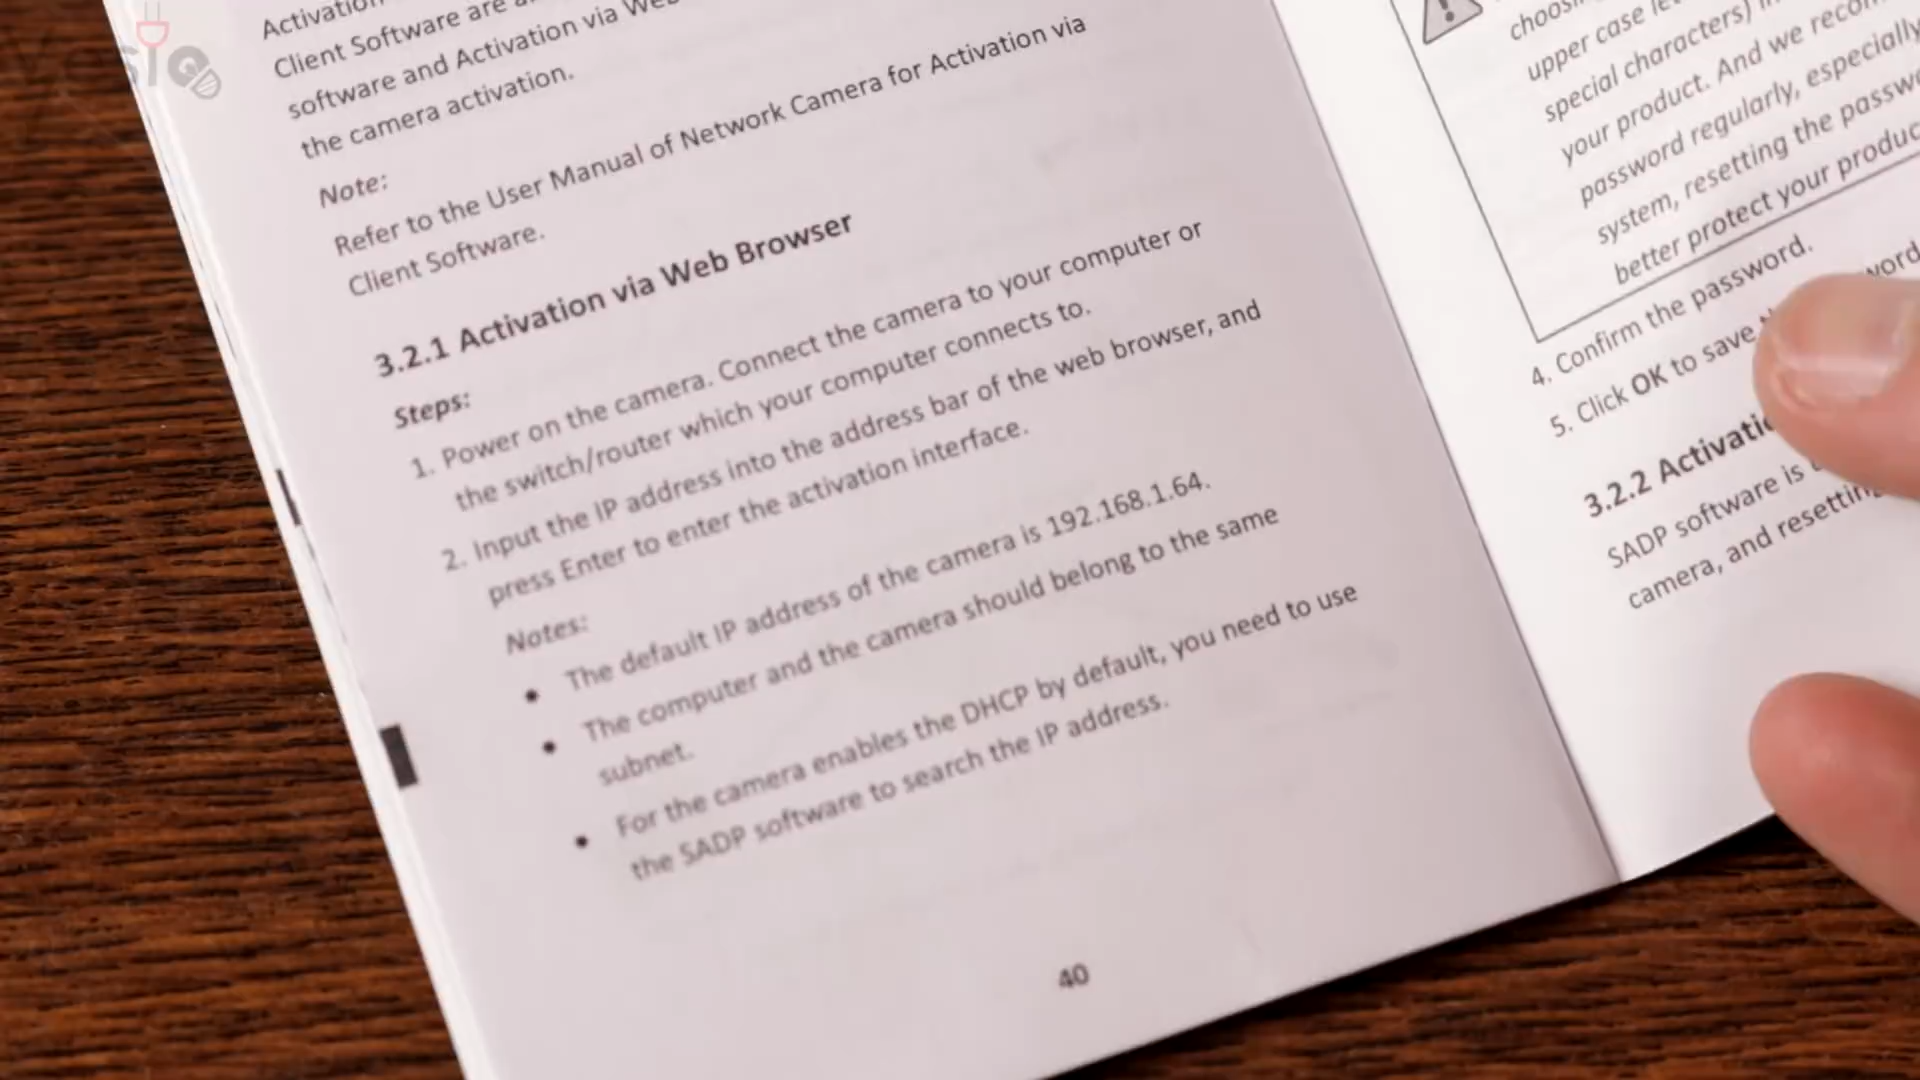 Activation
Client Software are
software and Activation via
the camera activation.
Note:
Refer to the User Manual of Network Camera for Activation via
Client Software.
3.2.1 Activation via Web Browser
Steps:
1. Power on the camera. Connect the camera to your computer or
the switch/router which your computer connects to.
2. Input the IP address into the address bar of the web browser, and
press Enter to enter the activation interface.
Notes:
• The default IP address of the camera is 192.168.1.64.
• The computer and the camera should belong to the same
subnet.
• For the camera enables the DHCP by default, you need to use
the SADP software to search the IP address.
40
upper case
special characters)
your product. And we
password regularly, especially
system, resetting the
better protect your
4. Confirm the password.
5. Click OK to save
3.2.2
SADP software is
camera, and